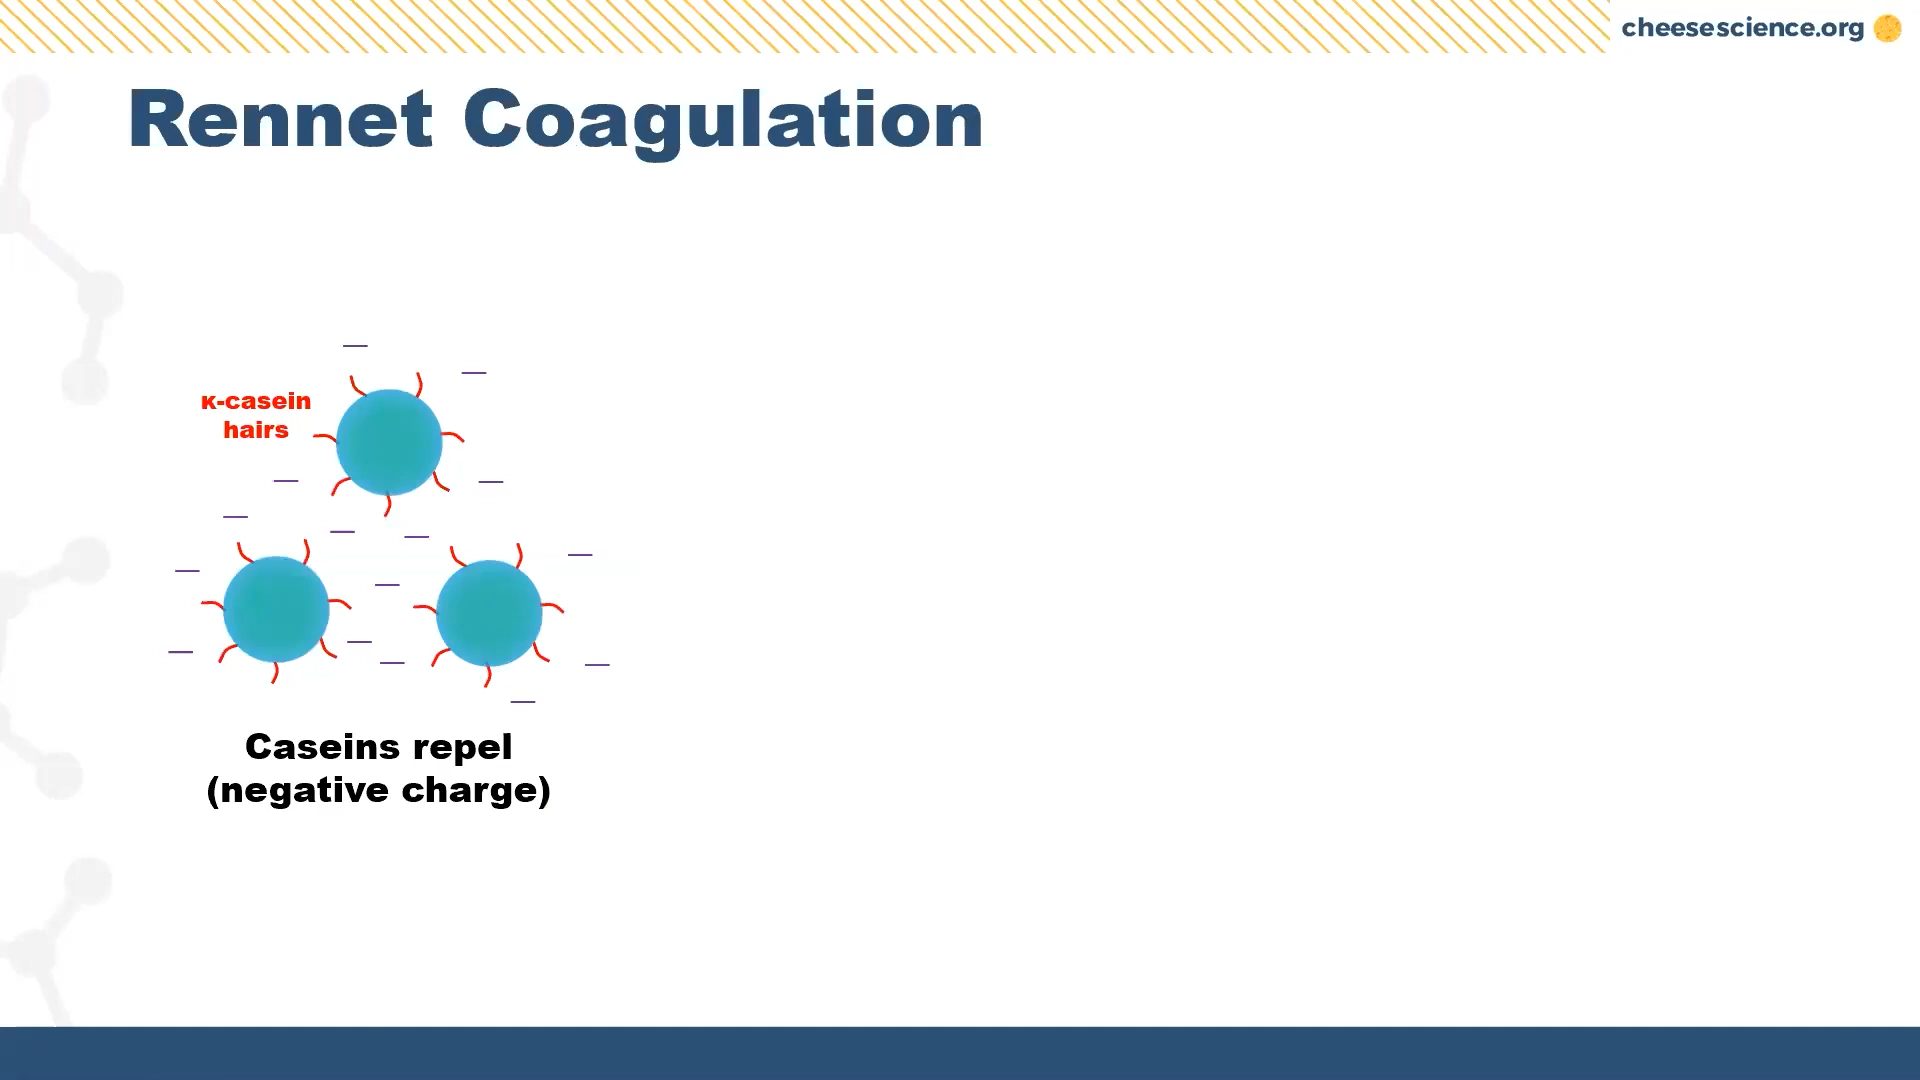 cheesescience.org
Rennet Coagulation
κ-casein
hairs
Caseins repel
(negative charge)